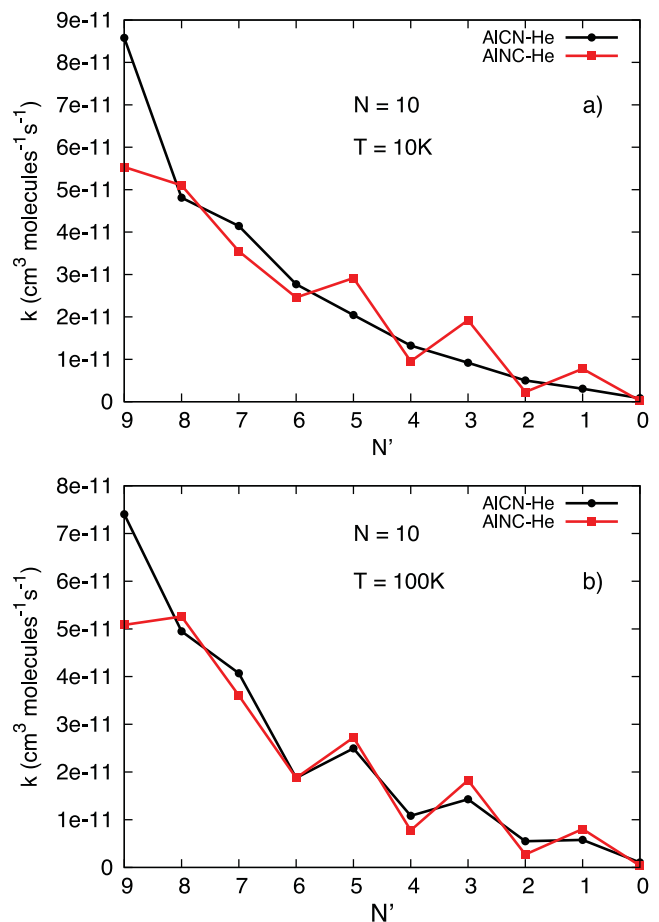 9e-11
8e-11
7e-11
6e-11
5e-11
4e-11
3e-11
2e-11
1e-11
0
k (cm³ molecules⁻¹s⁻¹)
AlCN-He
AlNC-He
N = 10
a)
T = 10K
9 8 7 6 5 4 3 2 1 0
N'
8e-11
7e-11
6e-11
5e-11
4e-11
3e-11
2e-11
1e-11
0
k (cm³ molecules⁻¹s⁻¹)
AlCN-He
AlNC-He
N = 10
T = 100K
b)
9 8 7 6 5 4 3 2 1 0
N'